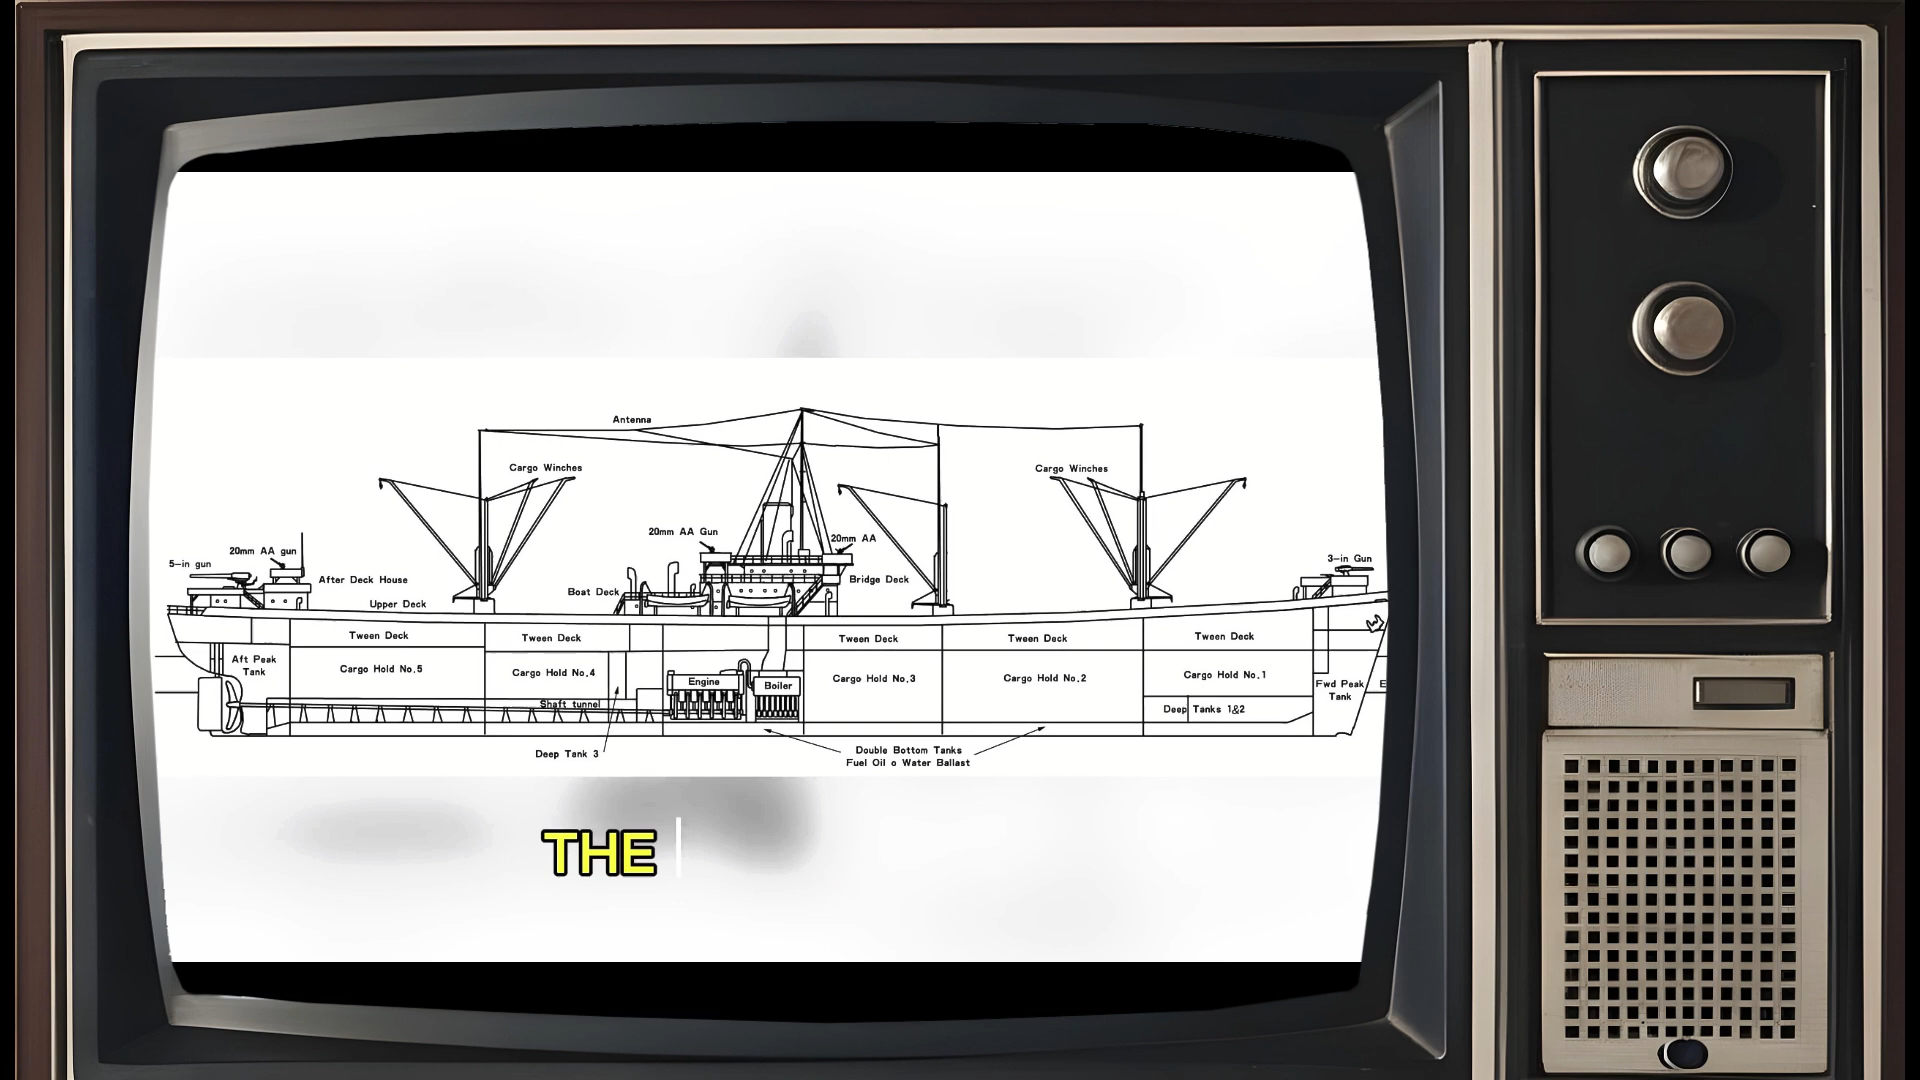 Antenna
Cargo Winches
Cargo Winches
20mm AA Gun
20mm AA
20mm AA gun
3-in Gun
5-in gun
After Deck House
Bridge Deck
Boat Deck
Upper Deck
Tween Deck
Tween Deck
Tween Deck
Tween Deck
Tween Deck
Aft Peak
Tank
Cargo Hold No.5
Cargo Hold No.4
Engine
Boiler
Cargo Hold No.3
Cargo Hold No.2
Cargo Hold No.1
Fwd Peak
Tank
E
Shaft tunnel
Deep Tanks 1&2
Deep Tank 3
Double Bottom Tanks
Fuel Oil o Water Ballast
THE